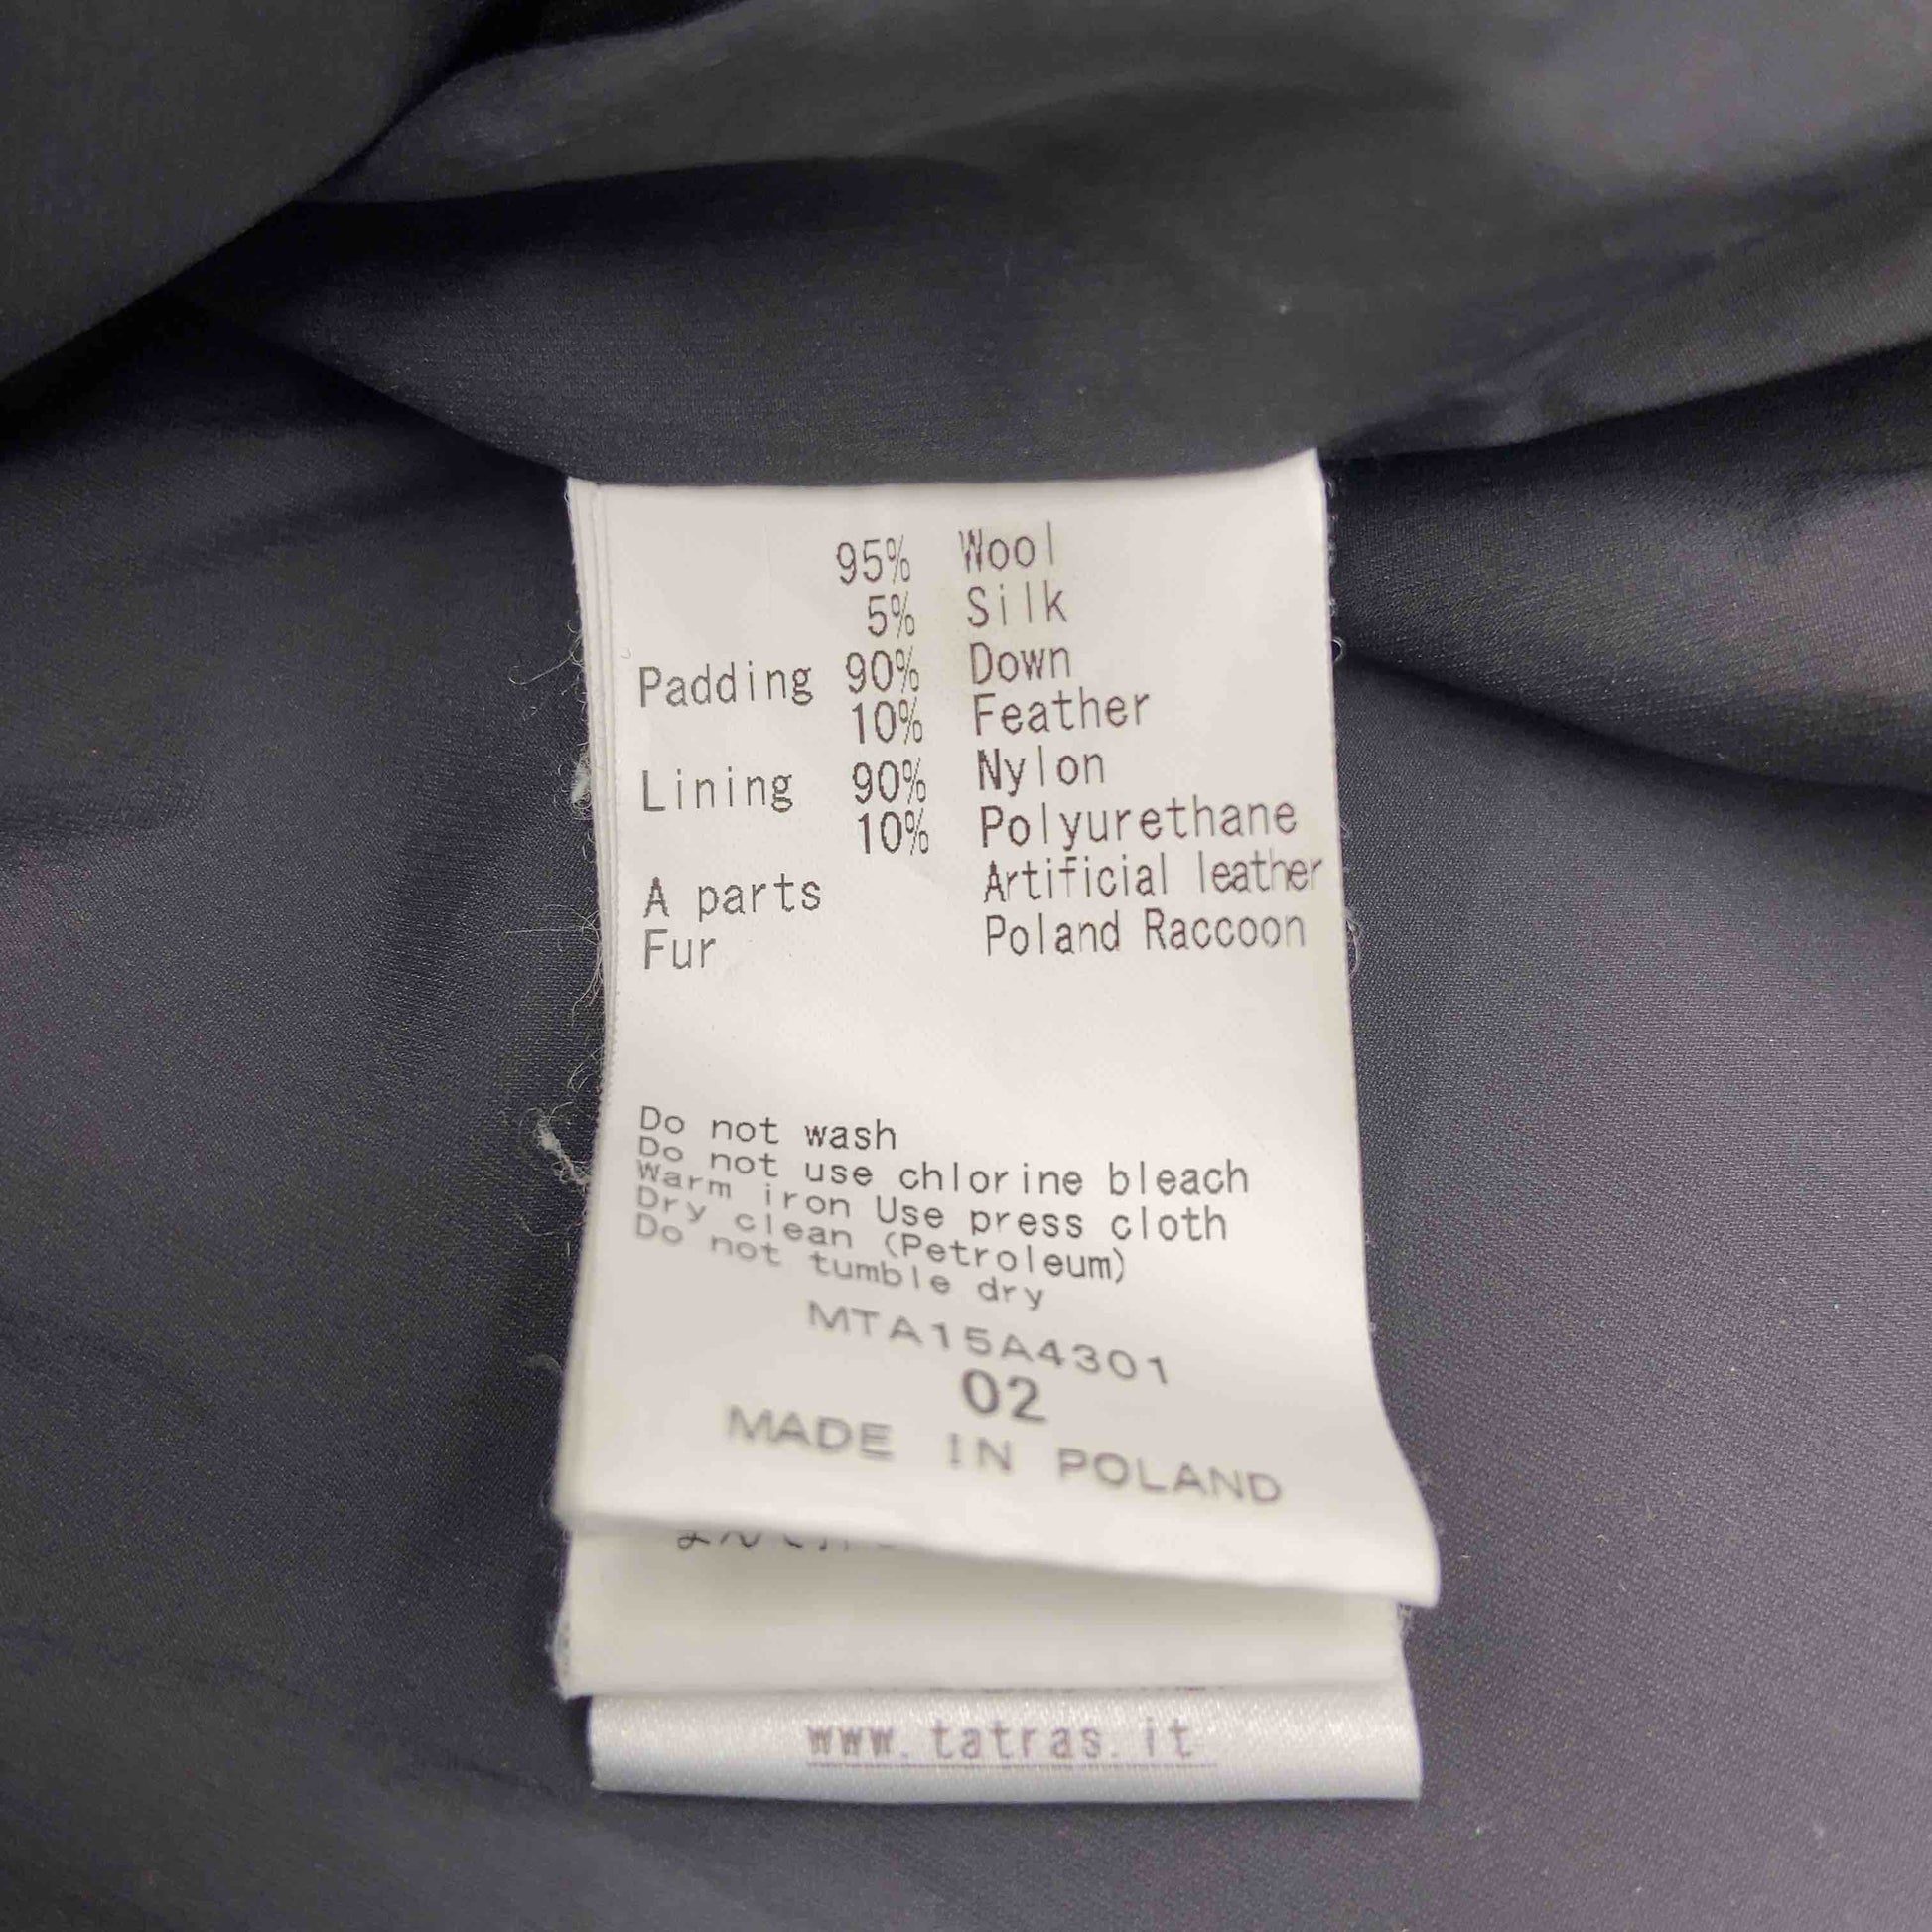 95% Wool
5% Silk
Padding 90% Down
10% Feather
Lining 90% Nylon
10% Polyurethane
A parts Artificial leather
Fur Poland Raccoon
Do not wash
Do not use chlorine bleach
Warm iron Use press cloth
Dry clean (Petroleum)
Do not tumble dry
MTA15A4301
02
MADE IN POLAND
www.tatras.it